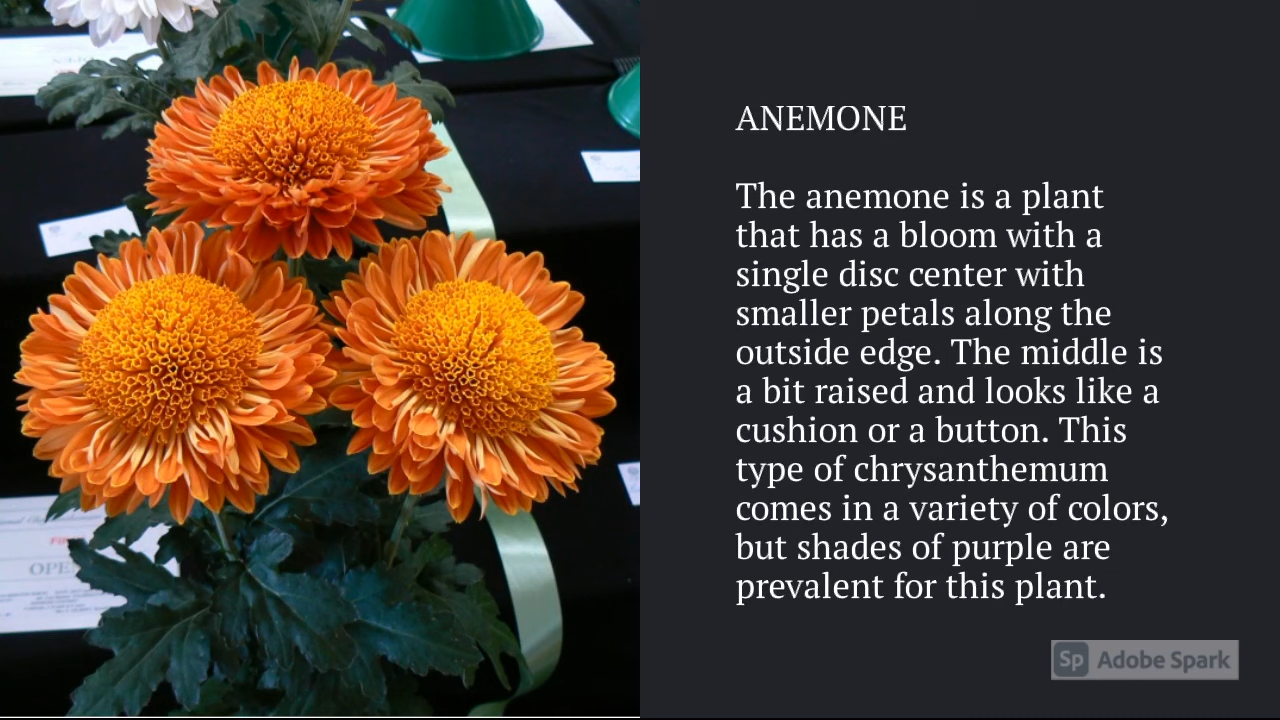 ANEMONE
The anemone is a plant
that has a bloom with a
single disc center with
smaller petals along the
outside edge. The middle is
a bit raised and looks like a
cushion or a button. This
type of chrysanthemum
comes in a variety of colors,
but shades of purple are
prevalent for this plant.
Sp Adobe Spark
OPE